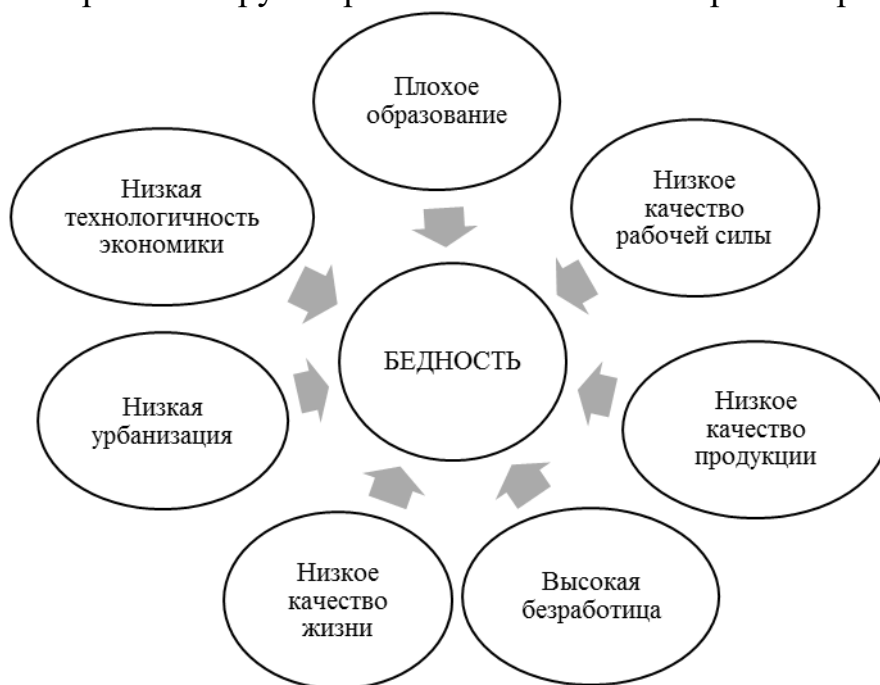 Плохое
образование
Низкая
технологичность
экономики
Низкое
качество
рабочей силы
БЕДНОСТЬ
Низкая
урбанизация
Низкое
качество
продукции
Низкое
качество
жизни
Высокая
безработица